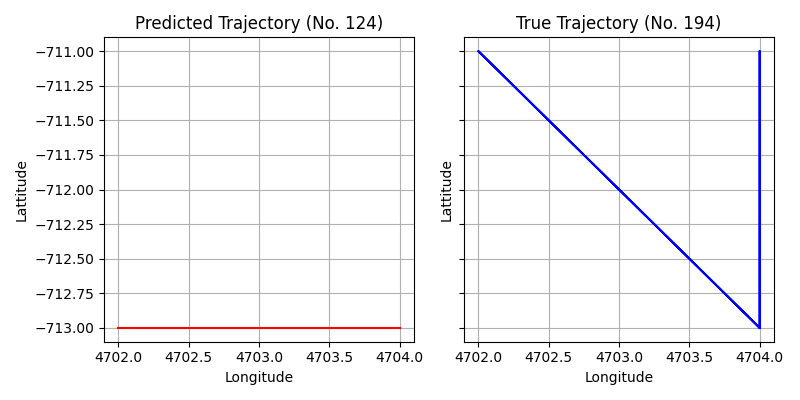 Predicted Trajectory (No. 124)
Lattitude
−711.00
−711.25
−711.50
−711.75
−712.00
−712.25
−712.50
−712.75
−713.00
4702.0 4702.5 4703.0 4703.5 4704.0
Longitude
True Trajectory (No. 194)
Lattitude
4702.0 4702.5 4703.0 4703.5 4704.0
Longitude